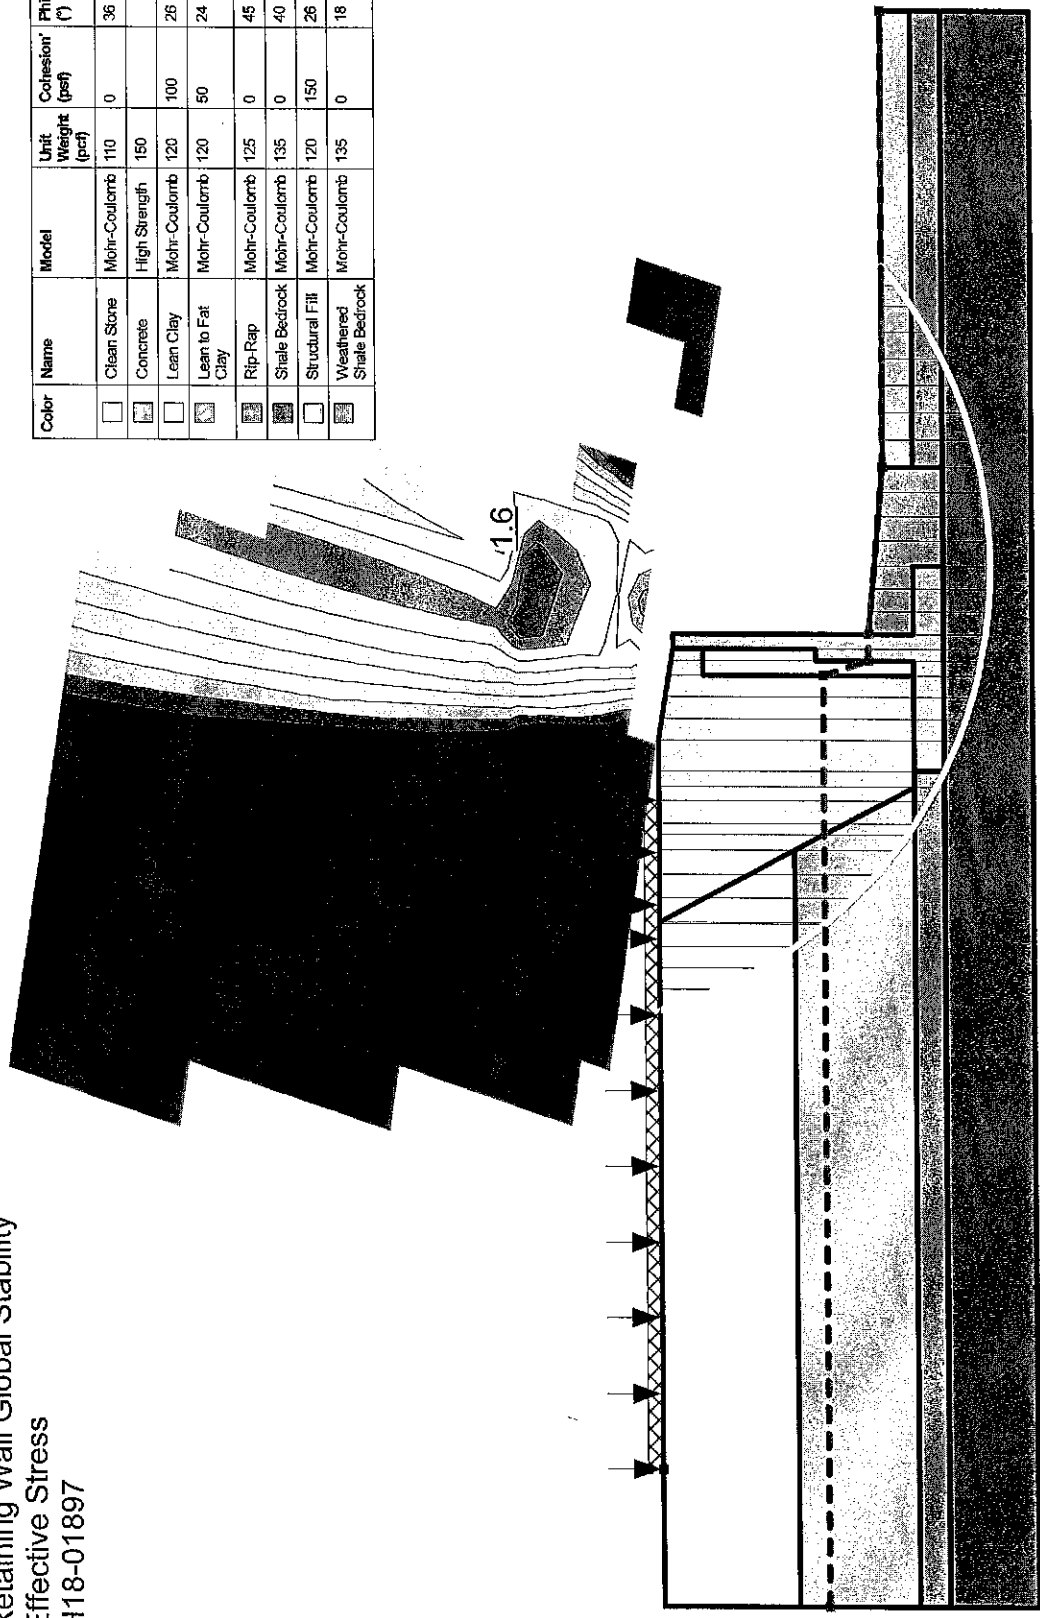 Retaining Wall Global Stability
Effective Stress
H18-01897
Color Name Model Unit Weight (pcf) Cohesion' (psf) Phi (°)
Clean Stone Mohr-Coulomb 110 0 36
Concrete High Strength 150
Lean Clay Mohr-Coulomb 120 100 26
Lean to Fat Clay Mohr-Coulomb 120 50 24
Rip-Rap Mohr-Coulomb 125 0 45
Shale Bedrock Mohr-Coulomb 135 0 40
Structural Fill Mohr-Coulomb 120 150 26
Weathered Shale Bedrock Mohr-Coulomb 135 0 18
1.6